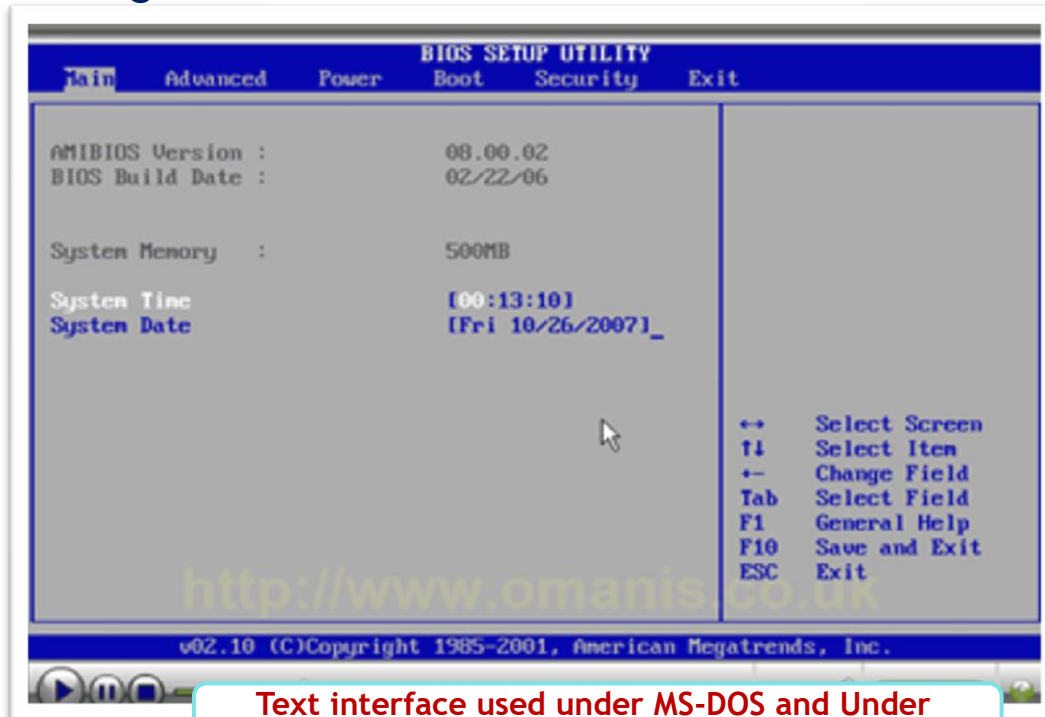 BIOS SETUP UTILITY
Main Advanced Power Boot Security Exit
AMIBIOS Version : 08.00.02
BIOS Build Date : 02/22/06
System Memory : 500MB
System Time [00:13:10]
System Date [Fri 10/26/2007]_
↔ Select Screen
↑↓ Select Item
+- Change Field
Tab Select Field
F1 General Help
F10 Save and Exit
ESC Exit
http://www.omanis.co.uk
v02.10 (C)Copyright 1985-2001, American Megatrends, Inc.
Text interface used under MS-DOS and Under